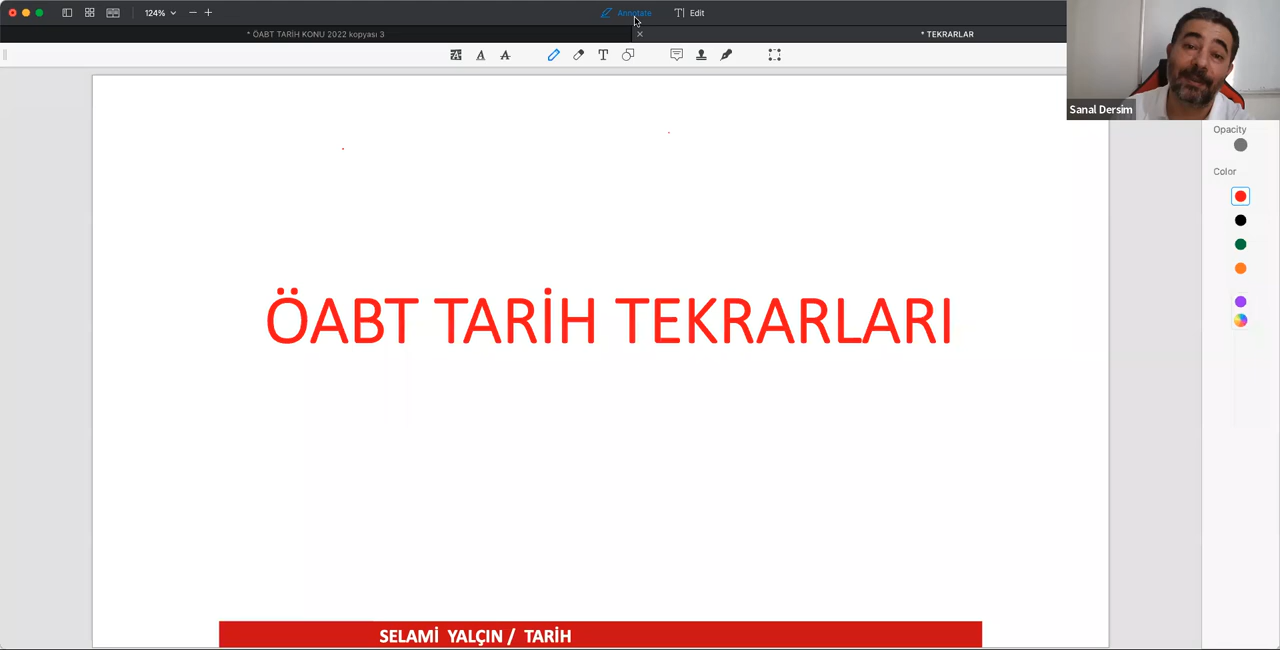 124%
Annotate
Edit
* ÖABT TARİH KONU 2022 kopyası 3
* TEKRARLAR
Sanal Dersim
Opacity
Color
ÖABT TARİH TEKRARLARI
SELAMİ YALÇIN / TARİH